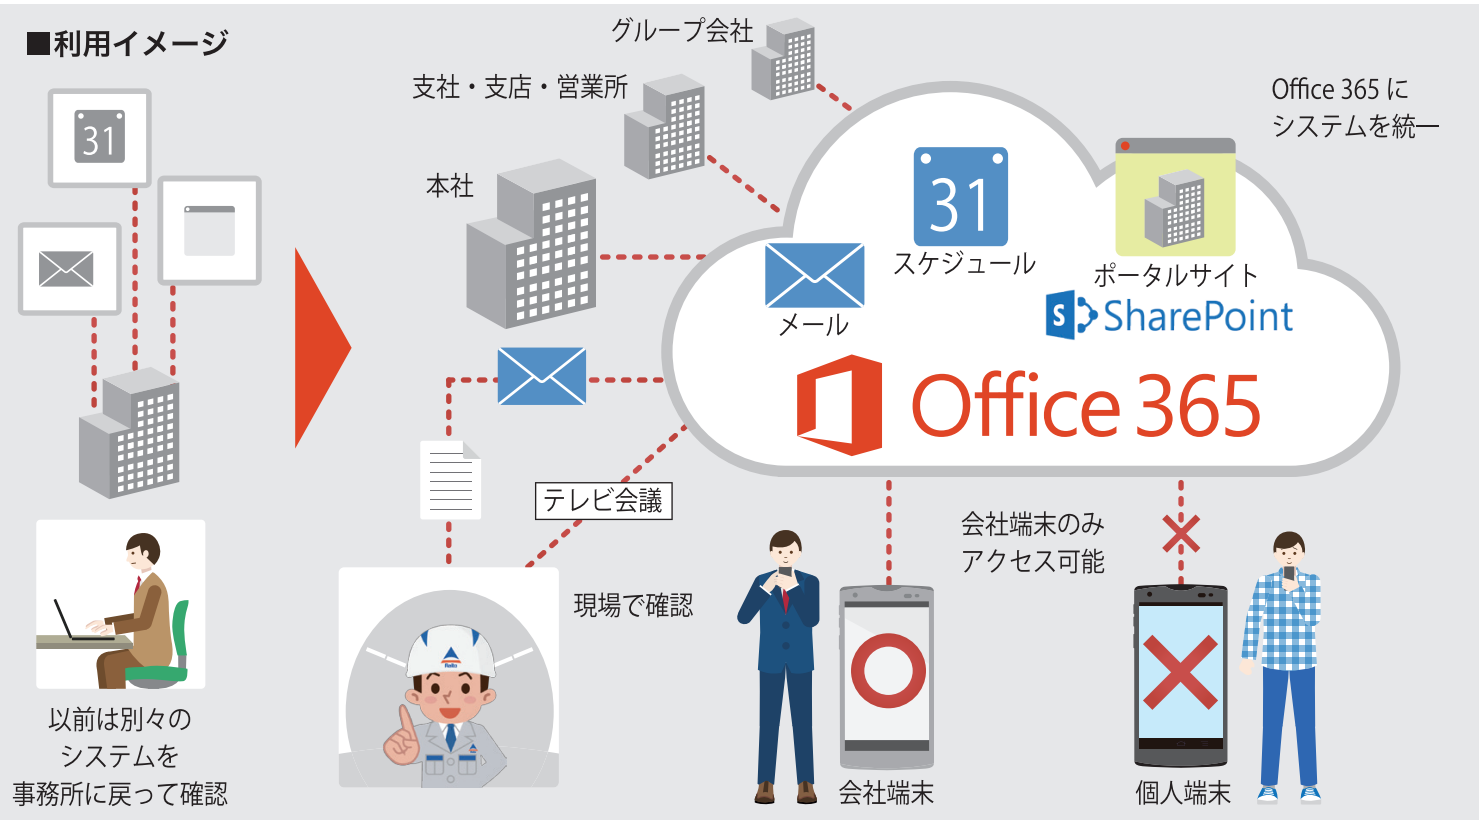 ■利用イメージ
グループ会社
支社・支店・営業所
本社
Office 365 に
システムを統一
31
31
スケジュール
ポータルサイト
メール
S SharePoint
Office 365
テレビ会議
会社端末のみ
アクセス可能
現場で確認
以前は別々の
システムを
事務所に戻って確認
会社端末
個人端末